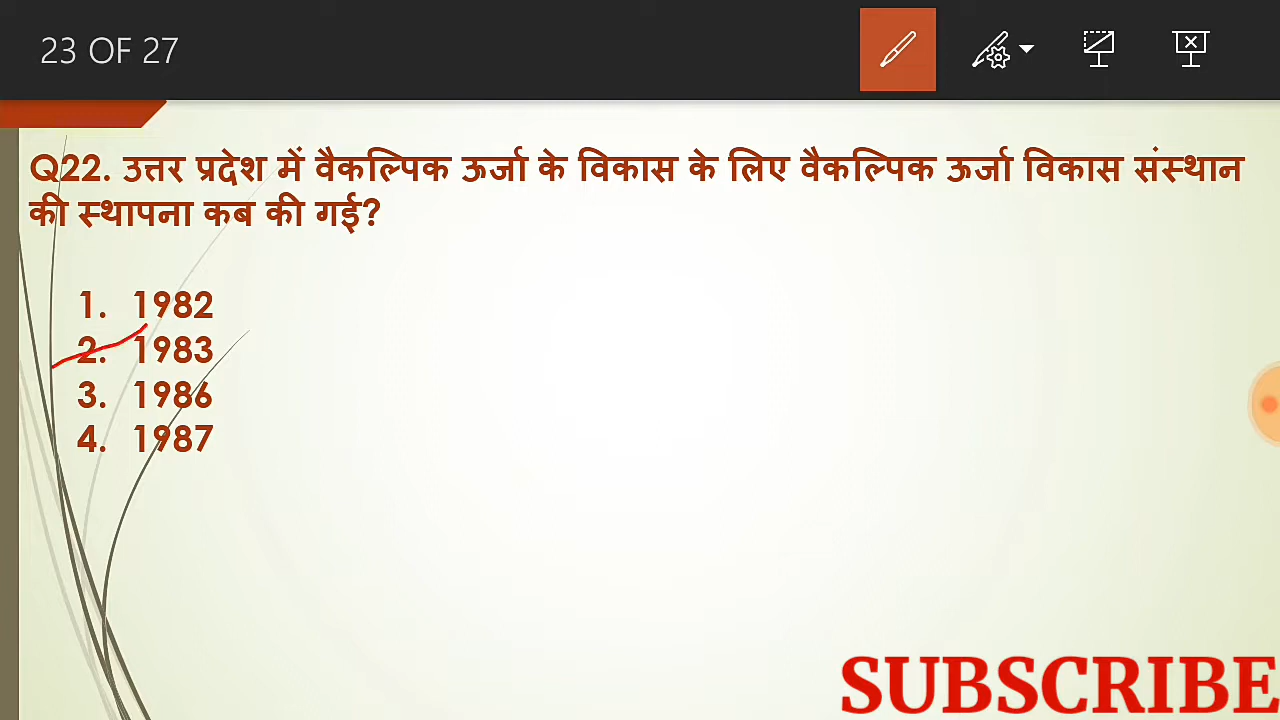 23 OF 27
Q22. उत्तर प्रदेश में वैकल्पिक ऊर्जा के विकास के लिए वैकल्पिक ऊर्जा विकास संस्थान
की स्थापना कब की गई?
1. 1982
2. 1983
3. 1986
4. 1987
SUBSCRIBE